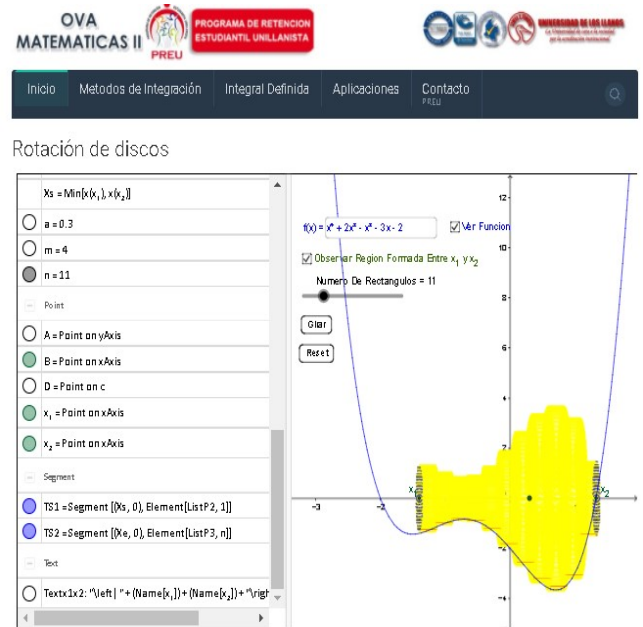 OVA
MATEMATICAS II
PREU
PROGRAMA DE RETENCION
ESTUDIANTIL UNILLANISTA
UNIVERSIDAD DE LOS LLANOS
Inicio
Metodos de Integración
Integral Definida
Aplicaciones
Contacto
PREU
Rotación de discos
Xs = Min[x(x₁), x(x₂)]
a = 0.3
m = 4
n = 11
Point
A = Point on yAxis
B = Point on xAxis
D = Point on c
x₁ = Point on xAxis
x₂ = Point on xAxis
Segment
TS1 = Segment [(Xs, 0), Element[ListP2, 1]]
TS2 = Segment [(Xe, 0), Element[ListP3, n]]
Text
Textx1x2: "\left| "+ (Name[x₁])+ (Name[x₂])+ "\righ
f(x) =
- 3x - 2
Ver Funcion
Observar Region Formada Entre x₁ y x₂
Numero De Rectangulos = 11
Girar
Reset
12
10
8
6
4
2
-3
-2
-2
-4
x₁
x₂